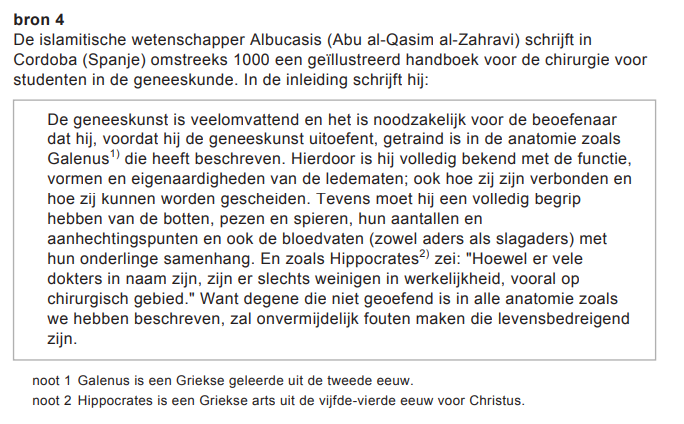 bron 4
De islamitische wetenschapper Albucasis (Abu al-Qasim al-Zahravi) schrijft in
Cordoba (Spanje) omstreeks 1000 een geïllustreerd handboek voor de chirurgie voor
studenten in de geneeskunde. In de inleiding schrijft hij:
De geneeskunst is veelomvattend en het is noodzakelijk voor de beoefenaar
dat hij, voordat hij de geneeskunst uitoefent, getraind is in de anatomie zoals
Galenus1) die heeft beschreven. Hierdoor is hij volledig bekend met de functie,
vormen en eigenaardigheden van de ledematen; ook hoe zij zijn verbonden en
hoe zij kunnen worden gescheiden. Tevens moet hij een volledig begrip
hebben van de botten, pezen en spieren, hun aantallen en
aanhechtingspunten en ook de bloedvaten (zowel aders als slagaders) met
hun onderlinge samenhang. En zoals Hippocrates2) zei: "Hoewel er vele
dokters in naam zijn, zijn er slechts weinigen in werkelijkheid, vooral op
chirurgisch gebied." Want degene die niet geoefend is in alle anatomie zoals
we hebben beschreven, zal onvermijdelijk fouten maken die levensbedreigend
zijn.
noot 1 Galenus is een Griekse geleerde uit de tweede eeuw.
noot 2 Hippocrates is een Griekse arts uit de vijfde-vierde eeuw voor Christus.